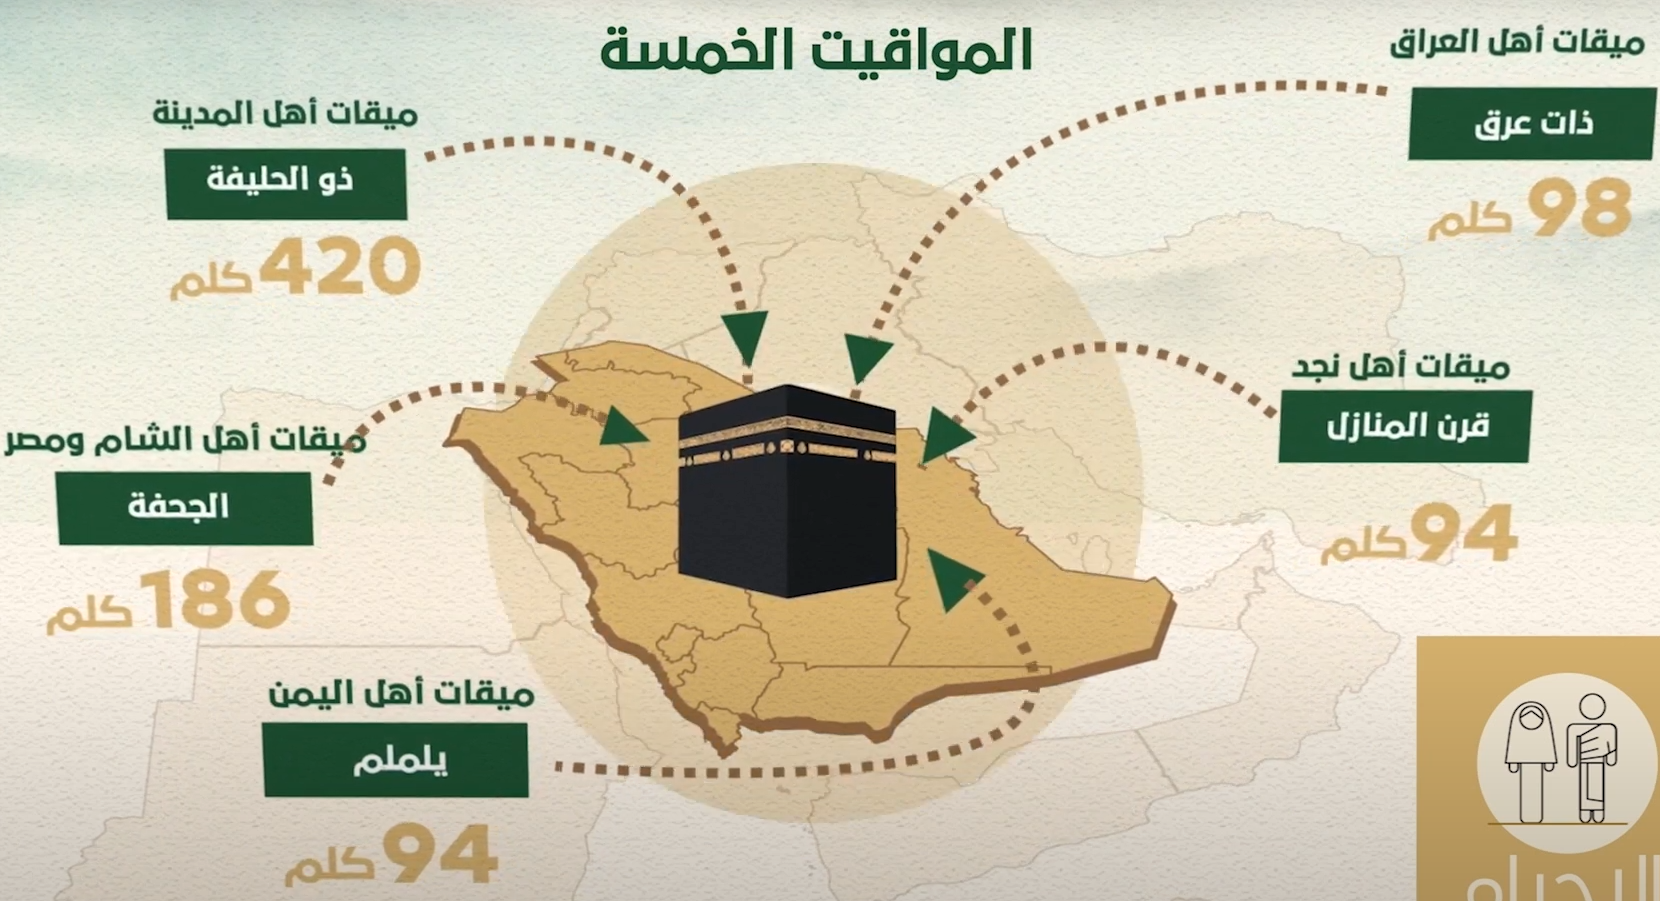 المواقيت الخمسة
ميقات أهل العراق
ذات عرق
98 كلم
ميقات أهل المدينة
ذو الحليفة
420 كلم
ميقات أهل نجد
قرن المنازل
94 كلم
ميقات أهل الشام ومصر
الجحفة
186 كلم
ميقات أهل اليمن
يلملم
94 كلم